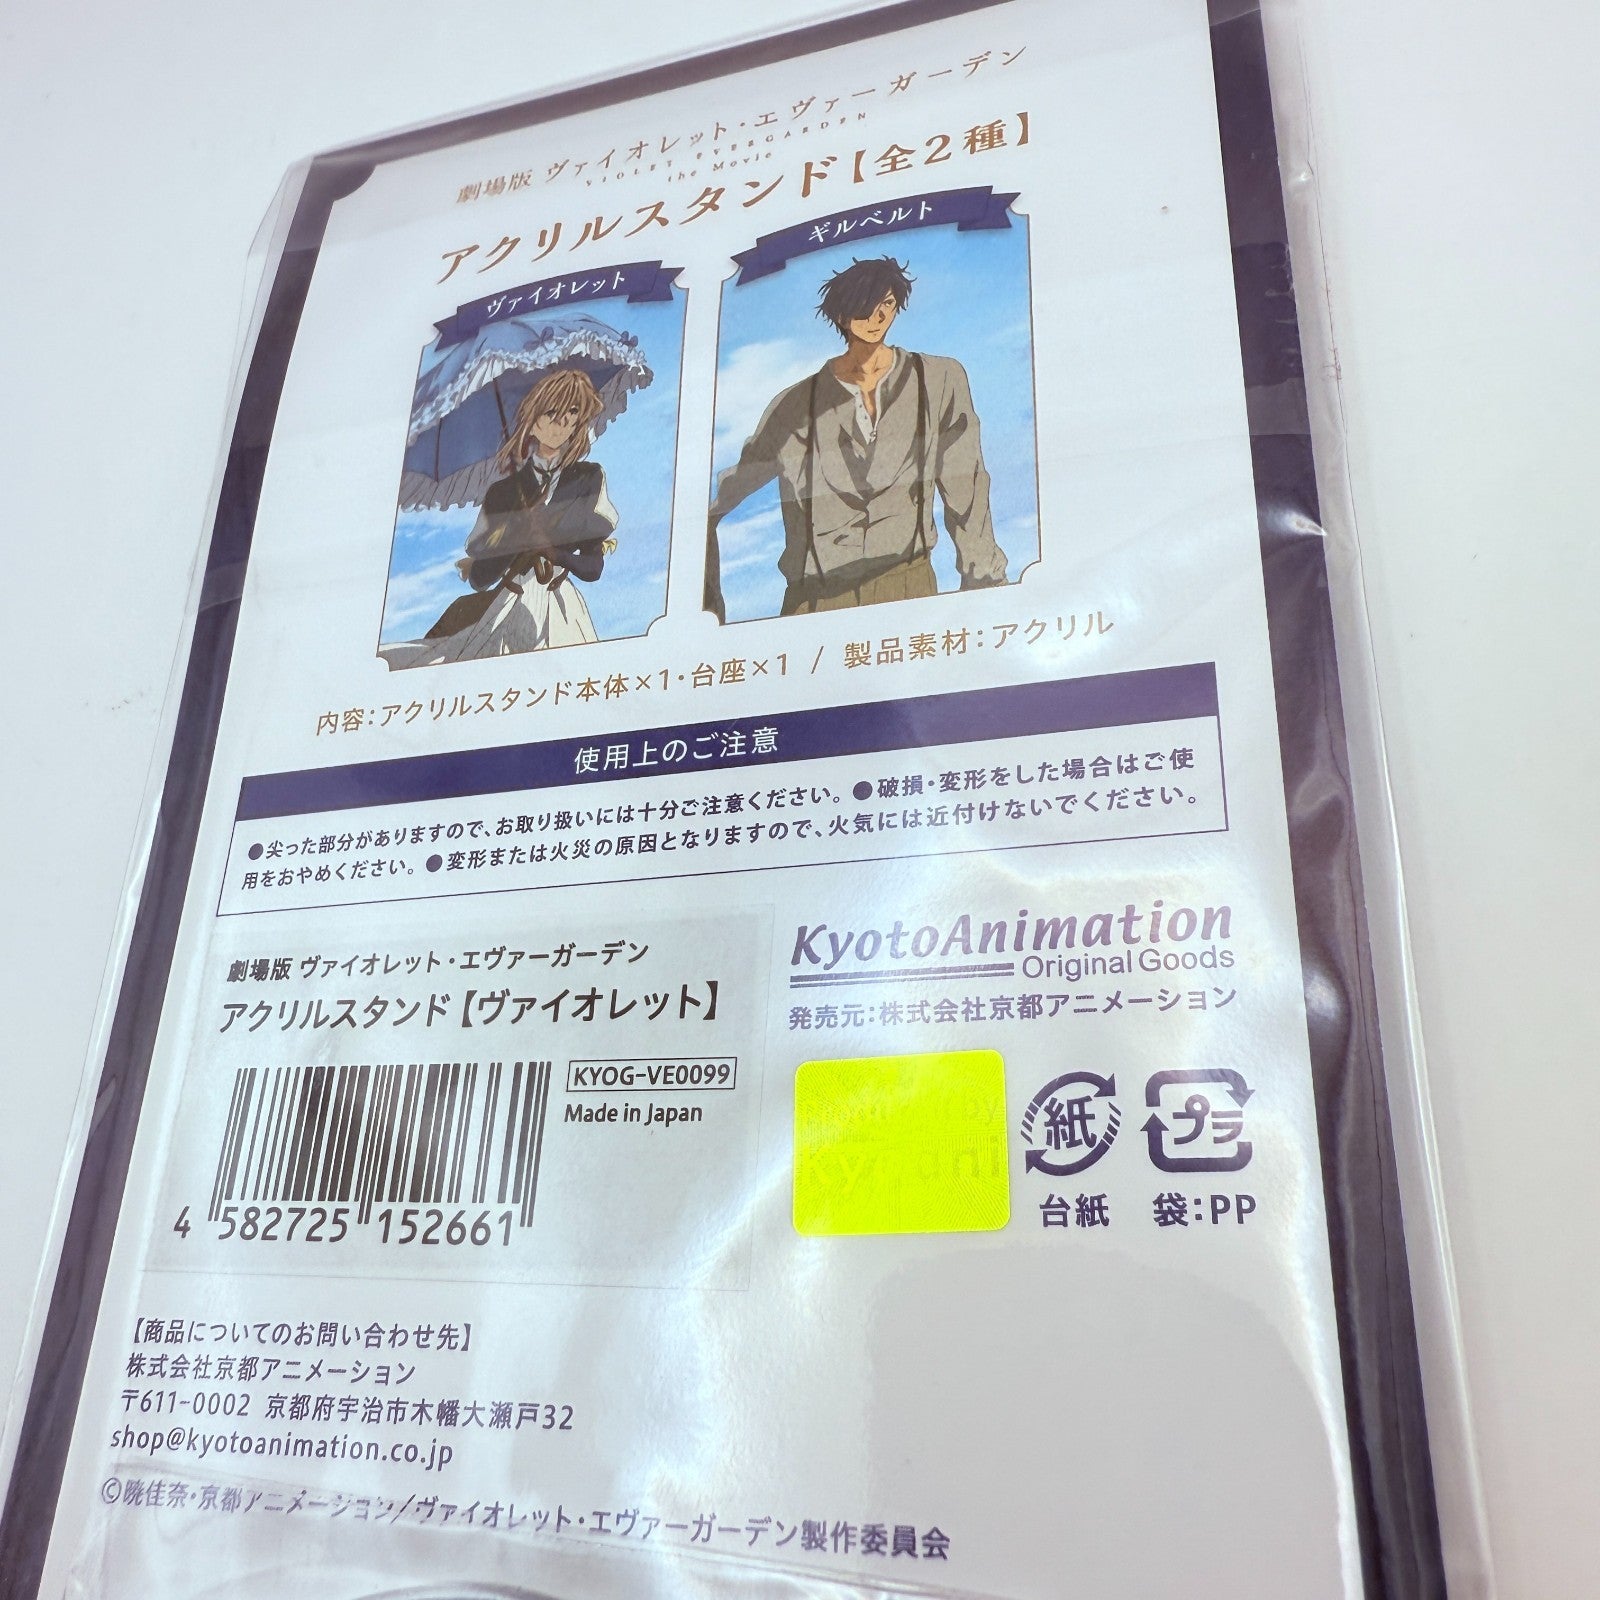 劇場版 ヴァイオレット・エヴァーガーデン
VIOLET EVERGARDEN
the Movie
アクリルスタンド【全2種】
ヴァイオレット
ギルベルト
内容：アクリルスタンド本体×1・台座×1 / 製品素材：アクリル
使用上のご注意
●尖った部分がありますので、お取り扱いには十分ご注意ください。●破損・変形をした場合はご使
用をおやめください。●変形または火災の原因となりますので、火気には近付けないでください。
劇場版 ヴァイオレット・エヴァーガーデン
アクリルスタンド【ヴァイオレット】
KYOG-VE0099
Made in Japan
4 582725 152661
KyotoAnimation
Original Goods
発売元：株式会社京都アニメーション
by
kyoani
紙
プラ
台紙
袋：PP
【商品についてのお問い合わせ先】
株式会社京都アニメーション
〒611-0002 京都府宇治市木幡大瀬戸32
shop@kyotoanimation.co.jp
©暁佳奈・京都アニメーション/ヴァイオレット・エヴァーガーデン製作委員会